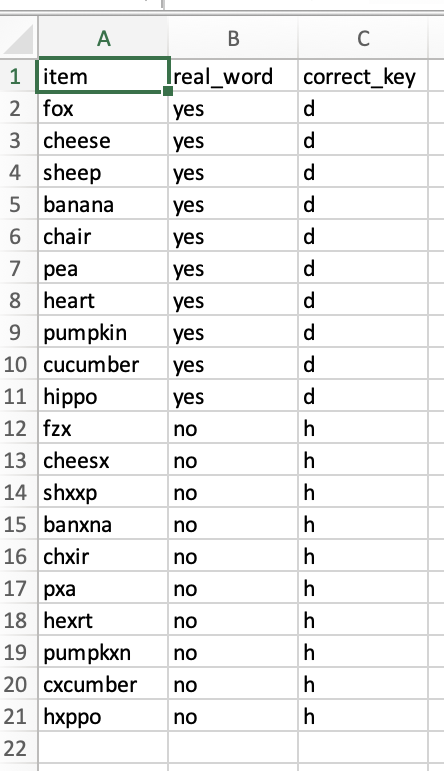 A B C
1 item real_word correct_key
2 fox yes d
3 cheese yes d
4 sheep yes d
5 banana yes d
6 chair yes d
7 pea yes d
8 heart yes d
9 pumpkin yes d
10 cucumber yes d
11 hippo yes d
12 fzx no h
13 cheesx no h
14 shxxp no h
15 banxna no h
16 chxir no h
17 pxa no h
18 hexrt no h
19 pumpkxn no h
20 cxcumber no h
21 hxppo no h
22